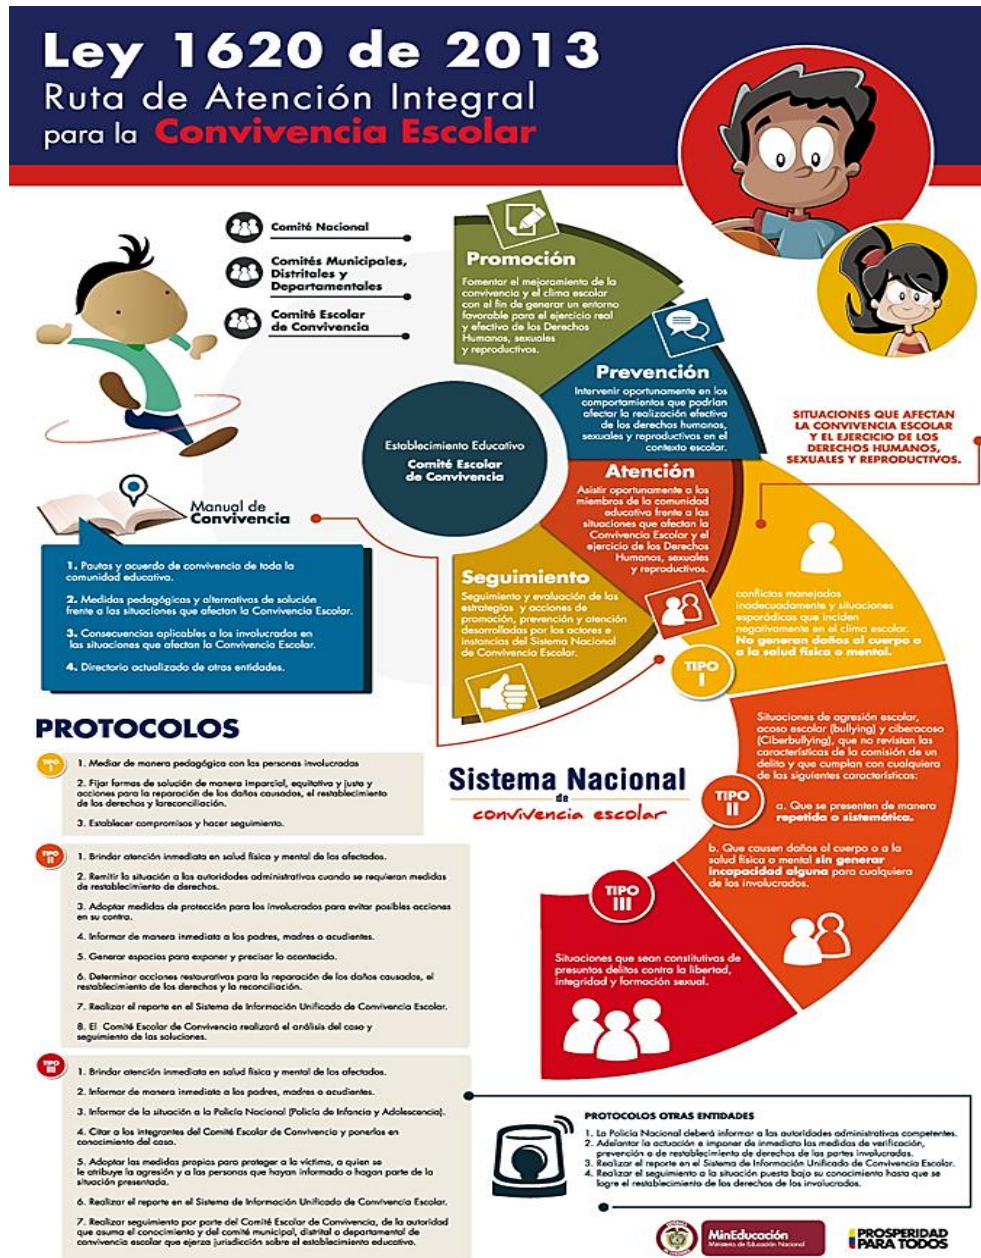 Ley 1620 de 2013
Ruta de Atención Integral
para la Convivencia Escolar
Comité Nacional
Comités Municipales,
Distritales y
Departamentales
Comité Escolar
de Convivencia
Promoción
Fomentar el mejoramiento de la
convivencia y el clima escolar
con el fin de generar un entorno
favorable para el ejercicio real
y efectivo de los Derechos
Humanos, sexuales
y reproductivos.
Prevención
Intervenir oportunamente en los
comportamientos que podrían
afectar la realización efectiva
de los derechos humanos,
sexuales y reproductivos en el
contexto escolar.
Establecimiento Educativo
Comité Escolar
de Convivencia
Atención
Asistir oportunamente a los
miembros de la comunidad
educativa frente a las
situaciones que afectan la
Convivencia Escolar y el
ejercicio de los Derechos
Humanos, sexuales
y reproductivos.
Seguimiento
Seguimiento y evaluación de las
estrategias y acciones de
promoción, prevención y atención
desarrolladas por los actores e
instancias del Sistema Nacional
de Convivencia Escolar.
SITUACIONES QUE AFECTAN
LA CONVIVENCIA ESCOLAR
Y EL EJERCICIO DE LOS
DERECHOS HUMANOS,
SEXUALES Y REPRODUCTIVOS.
Manual de
Convivencia
1. Pautas y acuerdo de convivencia de toda la
comunidad educativa.
2. Medidas pedagógicas y alternativas de solución
frente a las situaciones que afectan la Convivencia Escolar.
3. Consecuencias aplicables a los involucrados en
las situaciones que afectan la Convivencia Escolar.
4. Directorio actualizado de otras entidades.
conflictos manejados
inadecuadamente y situaciones
esporádicas que inciden
negativamente en el clima escolar.
No generan daños al cuerpo o
a la salud física o mental.
TIPO
I
Situaciones de agresión escolar,
acoso escolar (bullying) y ciberacoso
(Ciberbullying), que no revistan las
características de la comisión de un
delito y que cumplan con cualquiera
de las siguientes características:
TIPO
II
a. Que se presenten de manera
repetida o sistemática.
b. Que causen daños al cuerpo o a la
salud física o mental sin generar
incapacidad alguna para cualquiera
de los involucrados.
TIPO
III
Situaciones que sean constitutivas de
presuntos delitos contra la libertad,
integridad y formación sexual.
Sistema Nacional
de
convivencia escolar
PROTOCOLOS
TIPO
I
1. Mediar de manera pedagógica con las personas involucradas
2. Fijar formas de solución de manera imparcial, equitativa y justa y
acciones para la reparación de los daños causados, el restablecimiento
de los derechos y lareconciliación.
3. Establecer compromisos y hacer seguimiento.
TIPO
II
1. Brindar atención inmediata en salud física y mental de los afectados.
2. Remitir la situación a las autoridades administrativas cuando se requieran medidas
de restablecimiento de derechos.
3. Adoptar medidas de protección para los involucrados para evitar posibles acciones
en su contra.
4. Informar de manera inmediata a los padres, madres o acudientes.
5. Generar espacios para exponer y precisar lo acontecido.
6. Determinar acciones restaurativas para la reparación de los daños causados, el
restablecimiento de los derechos y la reconciliación.
7. Realizar el reporte en el Sistema de Información Unificado de Convivencia Escolar.
8. El Comité Escolar de Convivencia realizará el análisis del caso y
seguimiento de las soluciones.
TIPO
III
1. Brindar atención inmediata en salud física y mental de los afectados.
2. Informar de manera inmediata a los padres, madres o acudientes.
3. Informar de la situación a la Policía Nacional (Policía de Infancia y Adolescencia).
4. Citar a los integrantes del Comité Escolar de Convivencia y ponerlos en
conocimiento del caso.
5. Adoptar las medidas propias para proteger a la víctima, a quien se
le atribuye la agresión y a las personas que hayan informado o hagan parte de la
situación presentada.
6. Realizar el reporte en el Sistema de Información Unificado de Convivencia Escolar.
7. Realizar seguimiento por parte del Comité Escolar de Convivencia, de la autoridad
que asuma el conocimiento y del comité municipal, distrital o departamental de
convivencia escolar que ejerza jurisdicción sobre el establecimiento educativo.
PROTOCOLOS OTRAS ENTIDADES
1. La Policía Nacional deberá informar a las autoridades administrativas competentes.
2. Adelantar la actuación e imponer de inmediato las medidas de verificación,
prevención o de restablecimiento de derechos de las partes involucradas.
3. Realizar el reporte en el Sistema de Información Unificado de Convivencia Escolar.
4. Realizar el seguimiento a la situación puesta bajo su conocimiento hasta que se
logre el restablecimiento de los derechos de los involucrados.
MinEducación
Ministerio de Educación Nacional
PROSPERIDAD
PARA TODOS